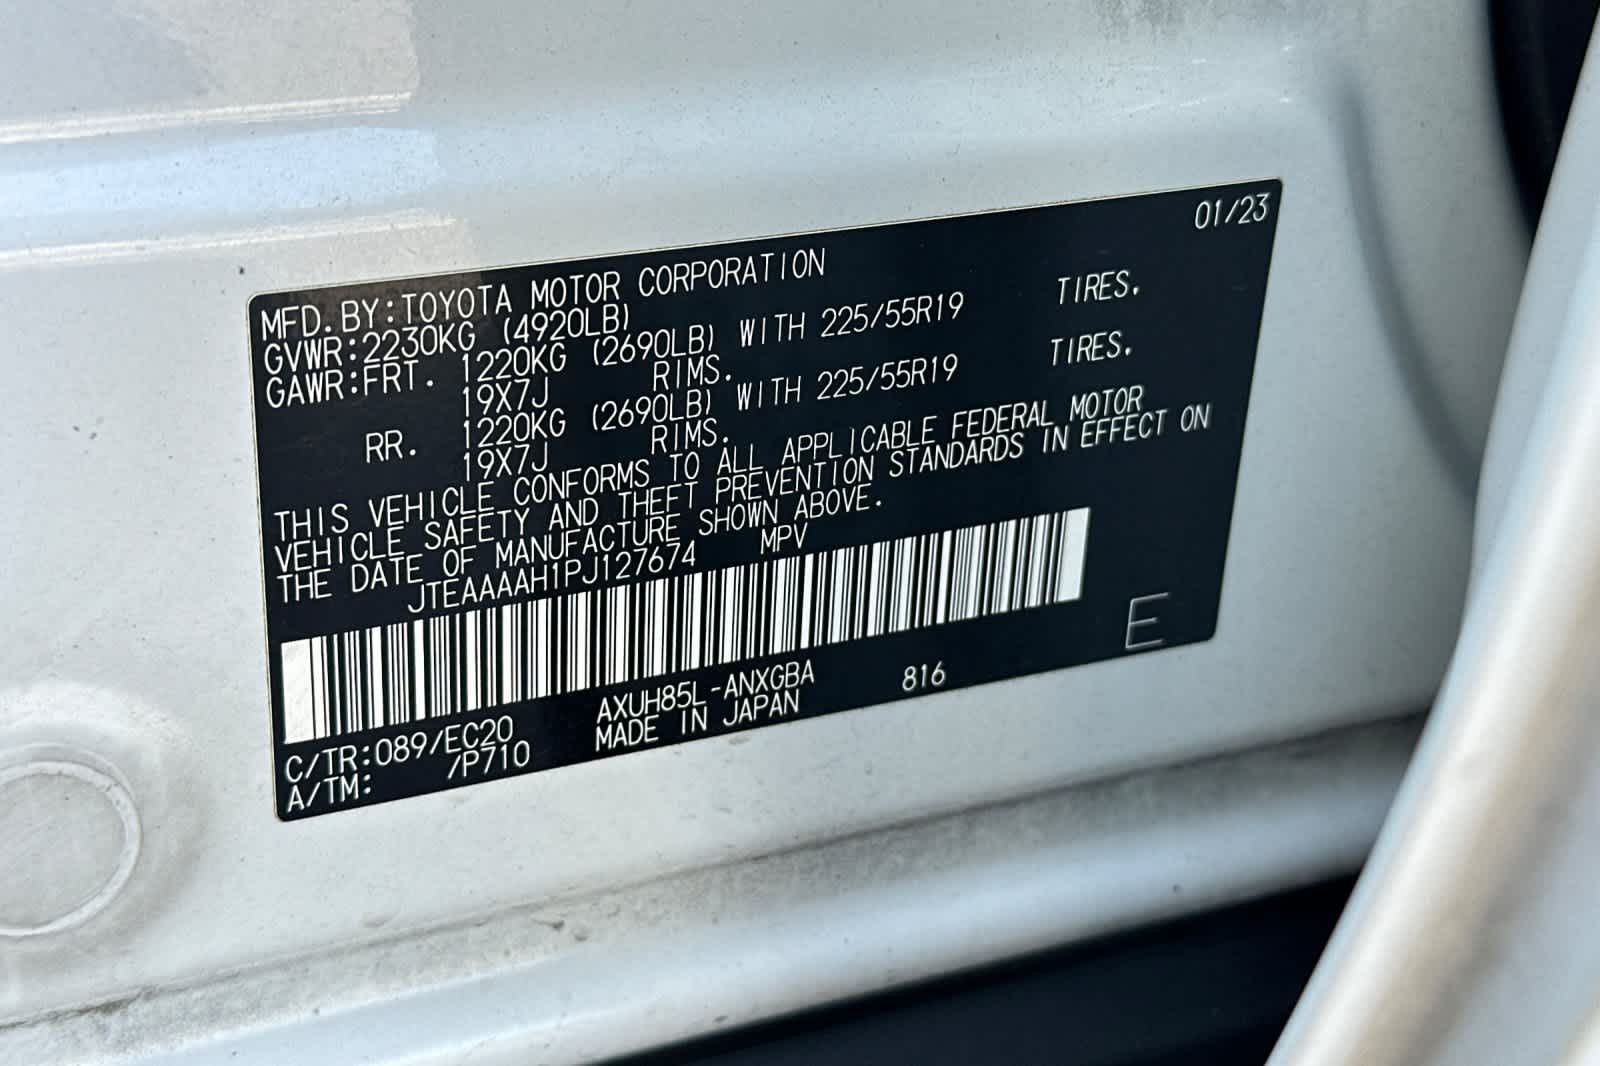 01/23
MFD.BY:TOYOTA MOTOR CORPORATION
GVWR:2230KG (4920LB)
GAWR:FRT. 1220KG (2690LB) WITH 225/55R19 TIRES.
19X7J RIMS.
RR. 1220KG (2690LB) WITH 225/55R19 TIRES.
19X7J RIMS.
THIS VEHICLE CONFORMS TO ALL APPLICABLE FEDERAL MOTOR
VEHICLE SAFETY AND THEFT PREVENTION STANDARDS IN EFFECT ON
THE DATE OF MANUFACTURE SHOWN ABOVE.
JTEAAAAH1PJ127674 MPV
E
C/TR:089/EC20 AXUH85L-ANXGBA 816
A/TM: /P710 MADE IN JAPAN